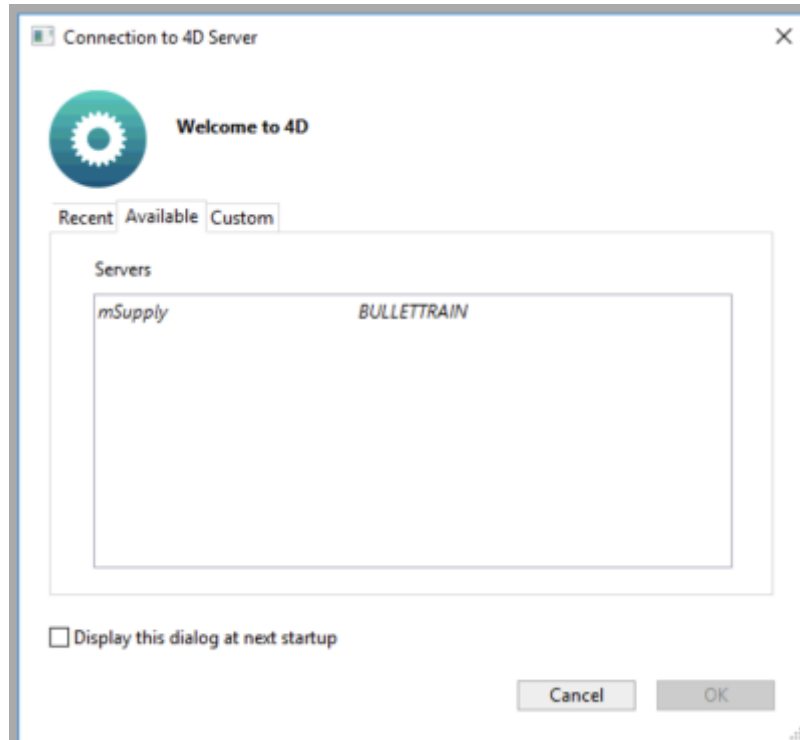 Connection to 4D Server
Welcome to 4D
Recent Available Custom
Servers
mSupply BULLETTRAIN
Display this dialog at next startup
Cancel OK